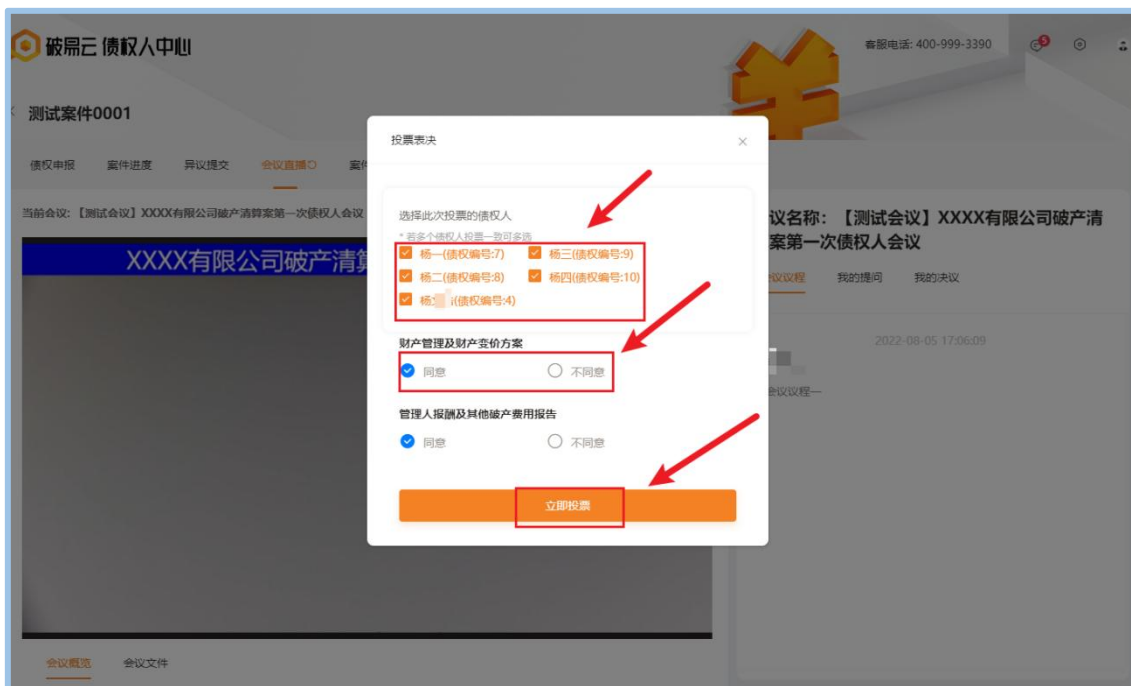 破易云 债权人中心
客服电话: 400-999-3390
5
测试案件0001
债权申报 案件进度 异议提交 会议直播 案件
当前会议: 【测试会议】XXXX有限公司破产清算案第一次债权人会议
XXXX有限公司破产清算
投票表决
选择此次投票的债权人
* 若多个债权人投票一致可多选
杨一(债权编号:7) 杨三(债权编号:9)
杨二(债权编号:8) 杨四(债权编号:10)
杨 (债权编号:4)
财产管理及财产变价方案
同意 不同意
管理人报酬及其他破产费用报告
同意 不同意
立即投票
议名称: 【测试会议】XXXX有限公司破产清
案第一次债权人会议
会议议程 我的提问 我的决议
2022-08-05 17:06:09
会议议程一
会议概览 会议文件